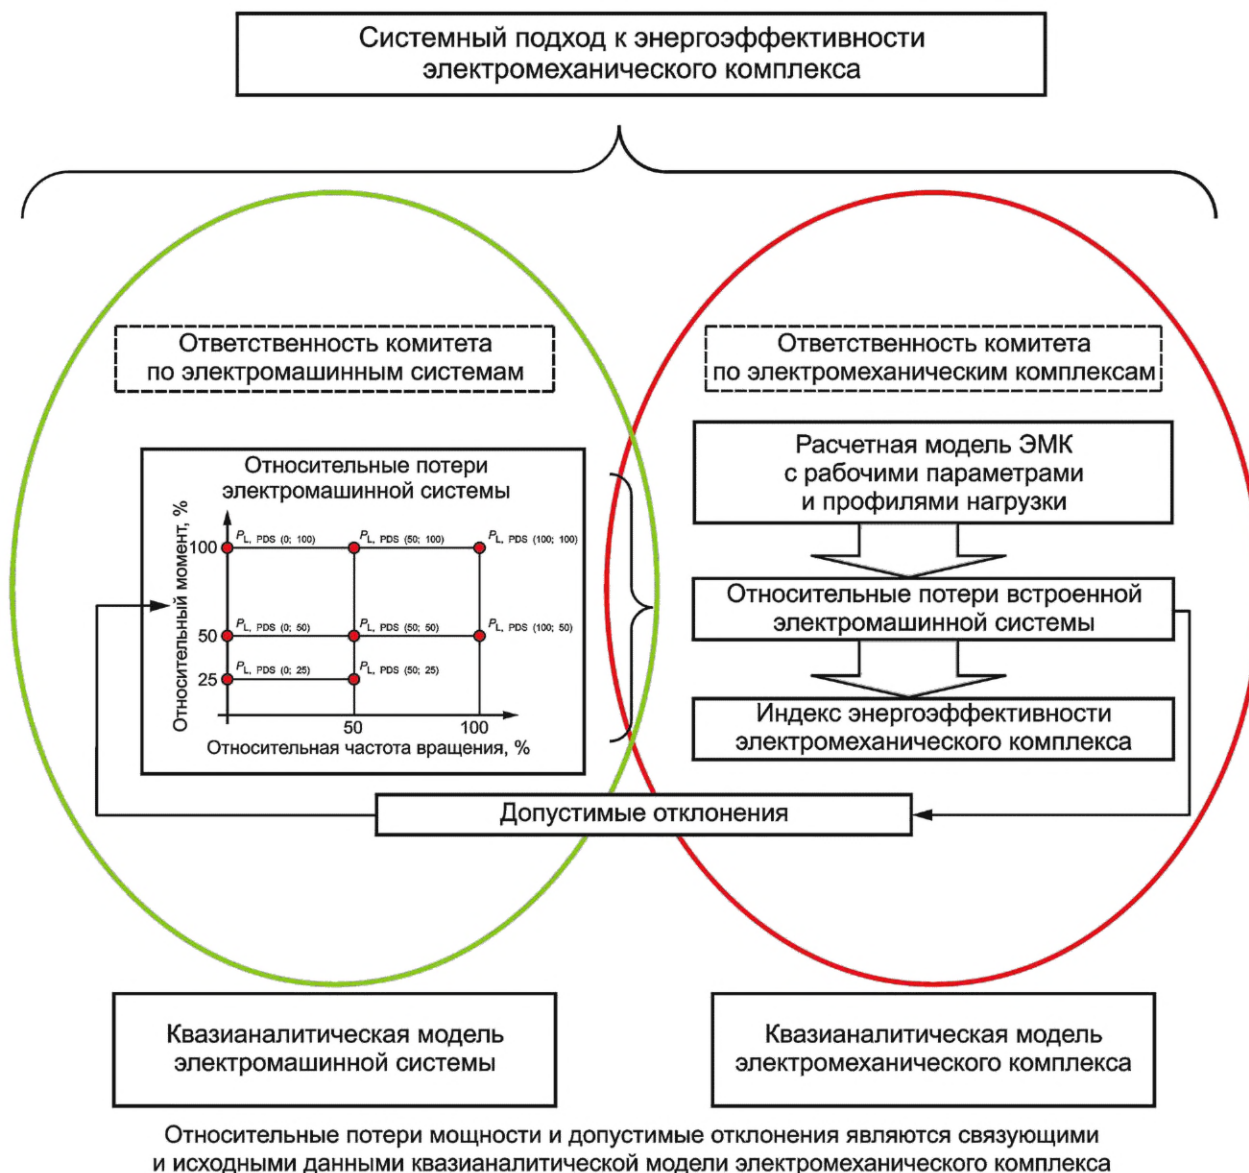 Системный подход к энергоэффективности
электромеханического комплекса
Ответственность комитета
по электромашинным системам
Относительные потери
электромашинной системы
Относительный момент, %
100
50
25
P L, PDS (0; 100)
P L, PDS (50; 100)
P L, PDS (100; 100)
P L, PDS (0; 50)
P L, PDS (50; 50)
P L, PDS (100; 50)
P L, PDS (0; 25)
P L, PDS (50; 25)
50
100
Относительная частота вращения, %
Ответственность комитета
по электромеханическим комплексам
Расчетная модель ЭМК
с рабочими параметрами
и профилями нагрузки
Относительные потери встроенной
электромашинной системы
Индекс энергоэффективности
электромеханического комплекса
Допустимые отклонения
Квазианалитическая модель
электромашинной системы
Квазианалитическая модель
электромеханического комплекса
Относительные потери мощности и допустимые отклонения являются связующими
и исходными данными квазианалитической модели электромеханического комплекса